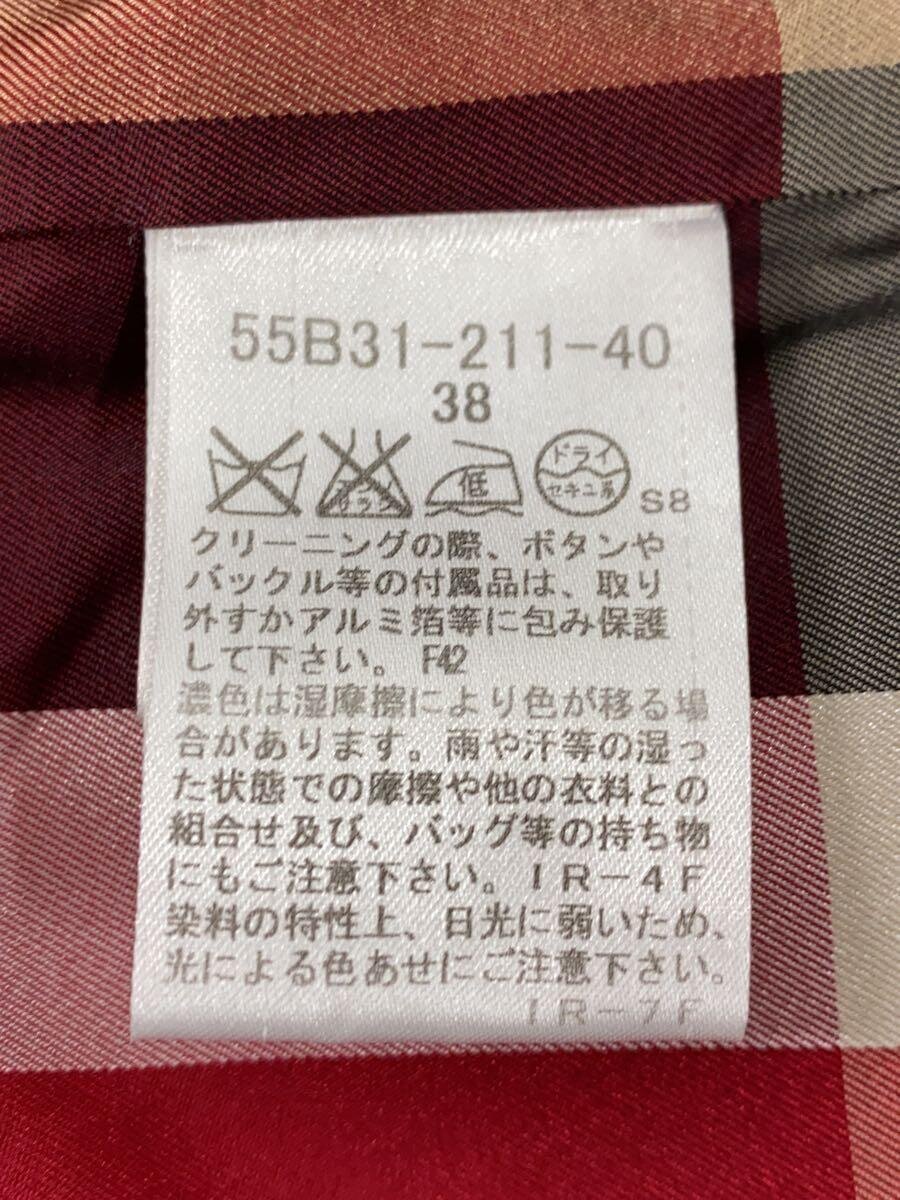 55B31-211-40
38
エンソ
サラシ
低
ドライ
セキユ系
S8
クリーニングの際、ボタンや
バックル等の付属品は、取り
外すかアルミ箔等に包み保護
して下さい。 F42
濃色は湿摩擦により色が移る場
合があります。雨や汗等の湿っ
た状態での摩擦や他の衣料との
組合せ及び、バッグ等の持ち物
にもご注意下さい。IR-4F
染料の特性上、日光に弱いため、
光による色あせにご注意下さい。
IR-7F